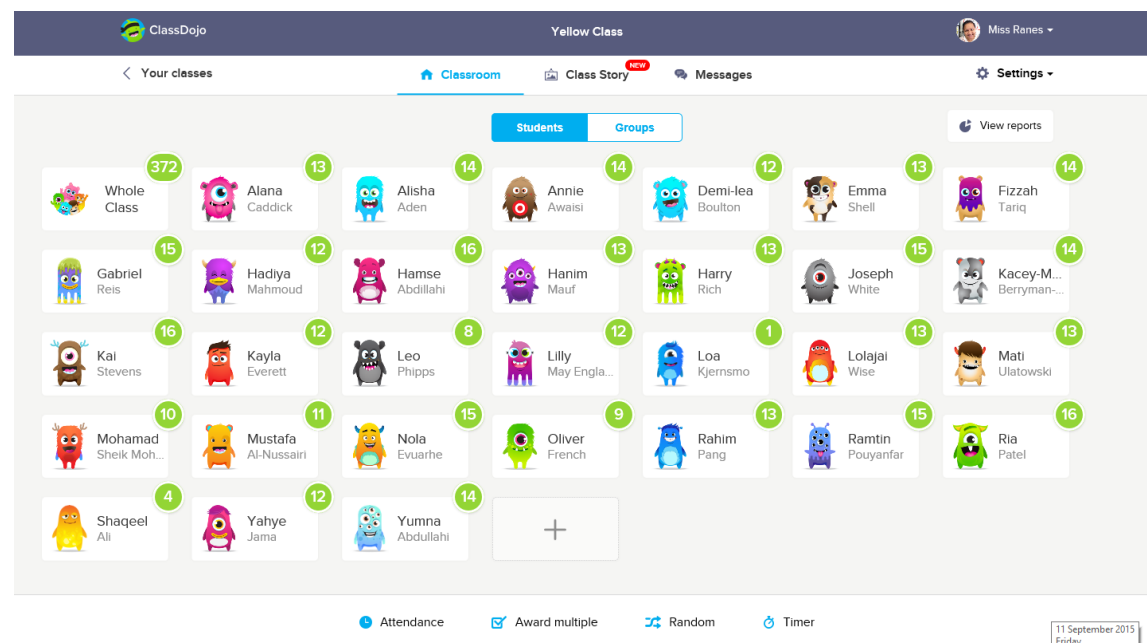 ClassDojo
Yellow Class
Miss Ranes
Your classes
Classroom
Class Story
NEW
Messages
Settings
Students
Groups
View reports
372
Whole
Class
13
Alana
Caddick
14
Alisha
Aden
14
Annie
Awaisi
12
Demi-lea
Boulton
13
Emma
Shell
14
Fizzah
Tariq
15
Gabriel
Reis
12
Hadiya
Mahmoud
16
Hamse
Abdillahi
13
Hanim
Mauf
13
Harry
Rich
15
Joseph
White
14
Kacey-M...
Berryman-...
16
Kai
Stevens
12
Kayla
Everett
8
Leo
Phipps
12
Lilly
May Engla...
1
Loa
Kjernsmo
13
Lolajai
Wise
13
Mati
Ulatowski
10
Mohamad
Sheik Moh...
11
Mustafa
Al-Nussairi
15
Nola
Evuarhe
9
Oliver
French
13
Rahim
Pang
15
Ramtin
Pouyanfar
16
Ria
Patel
4
Shaqeel
Ali
12
Yahye
Jama
14
Yumna
Abdullahi
Attendance
Award multiple
Random
Timer
11 September 2015
Friday